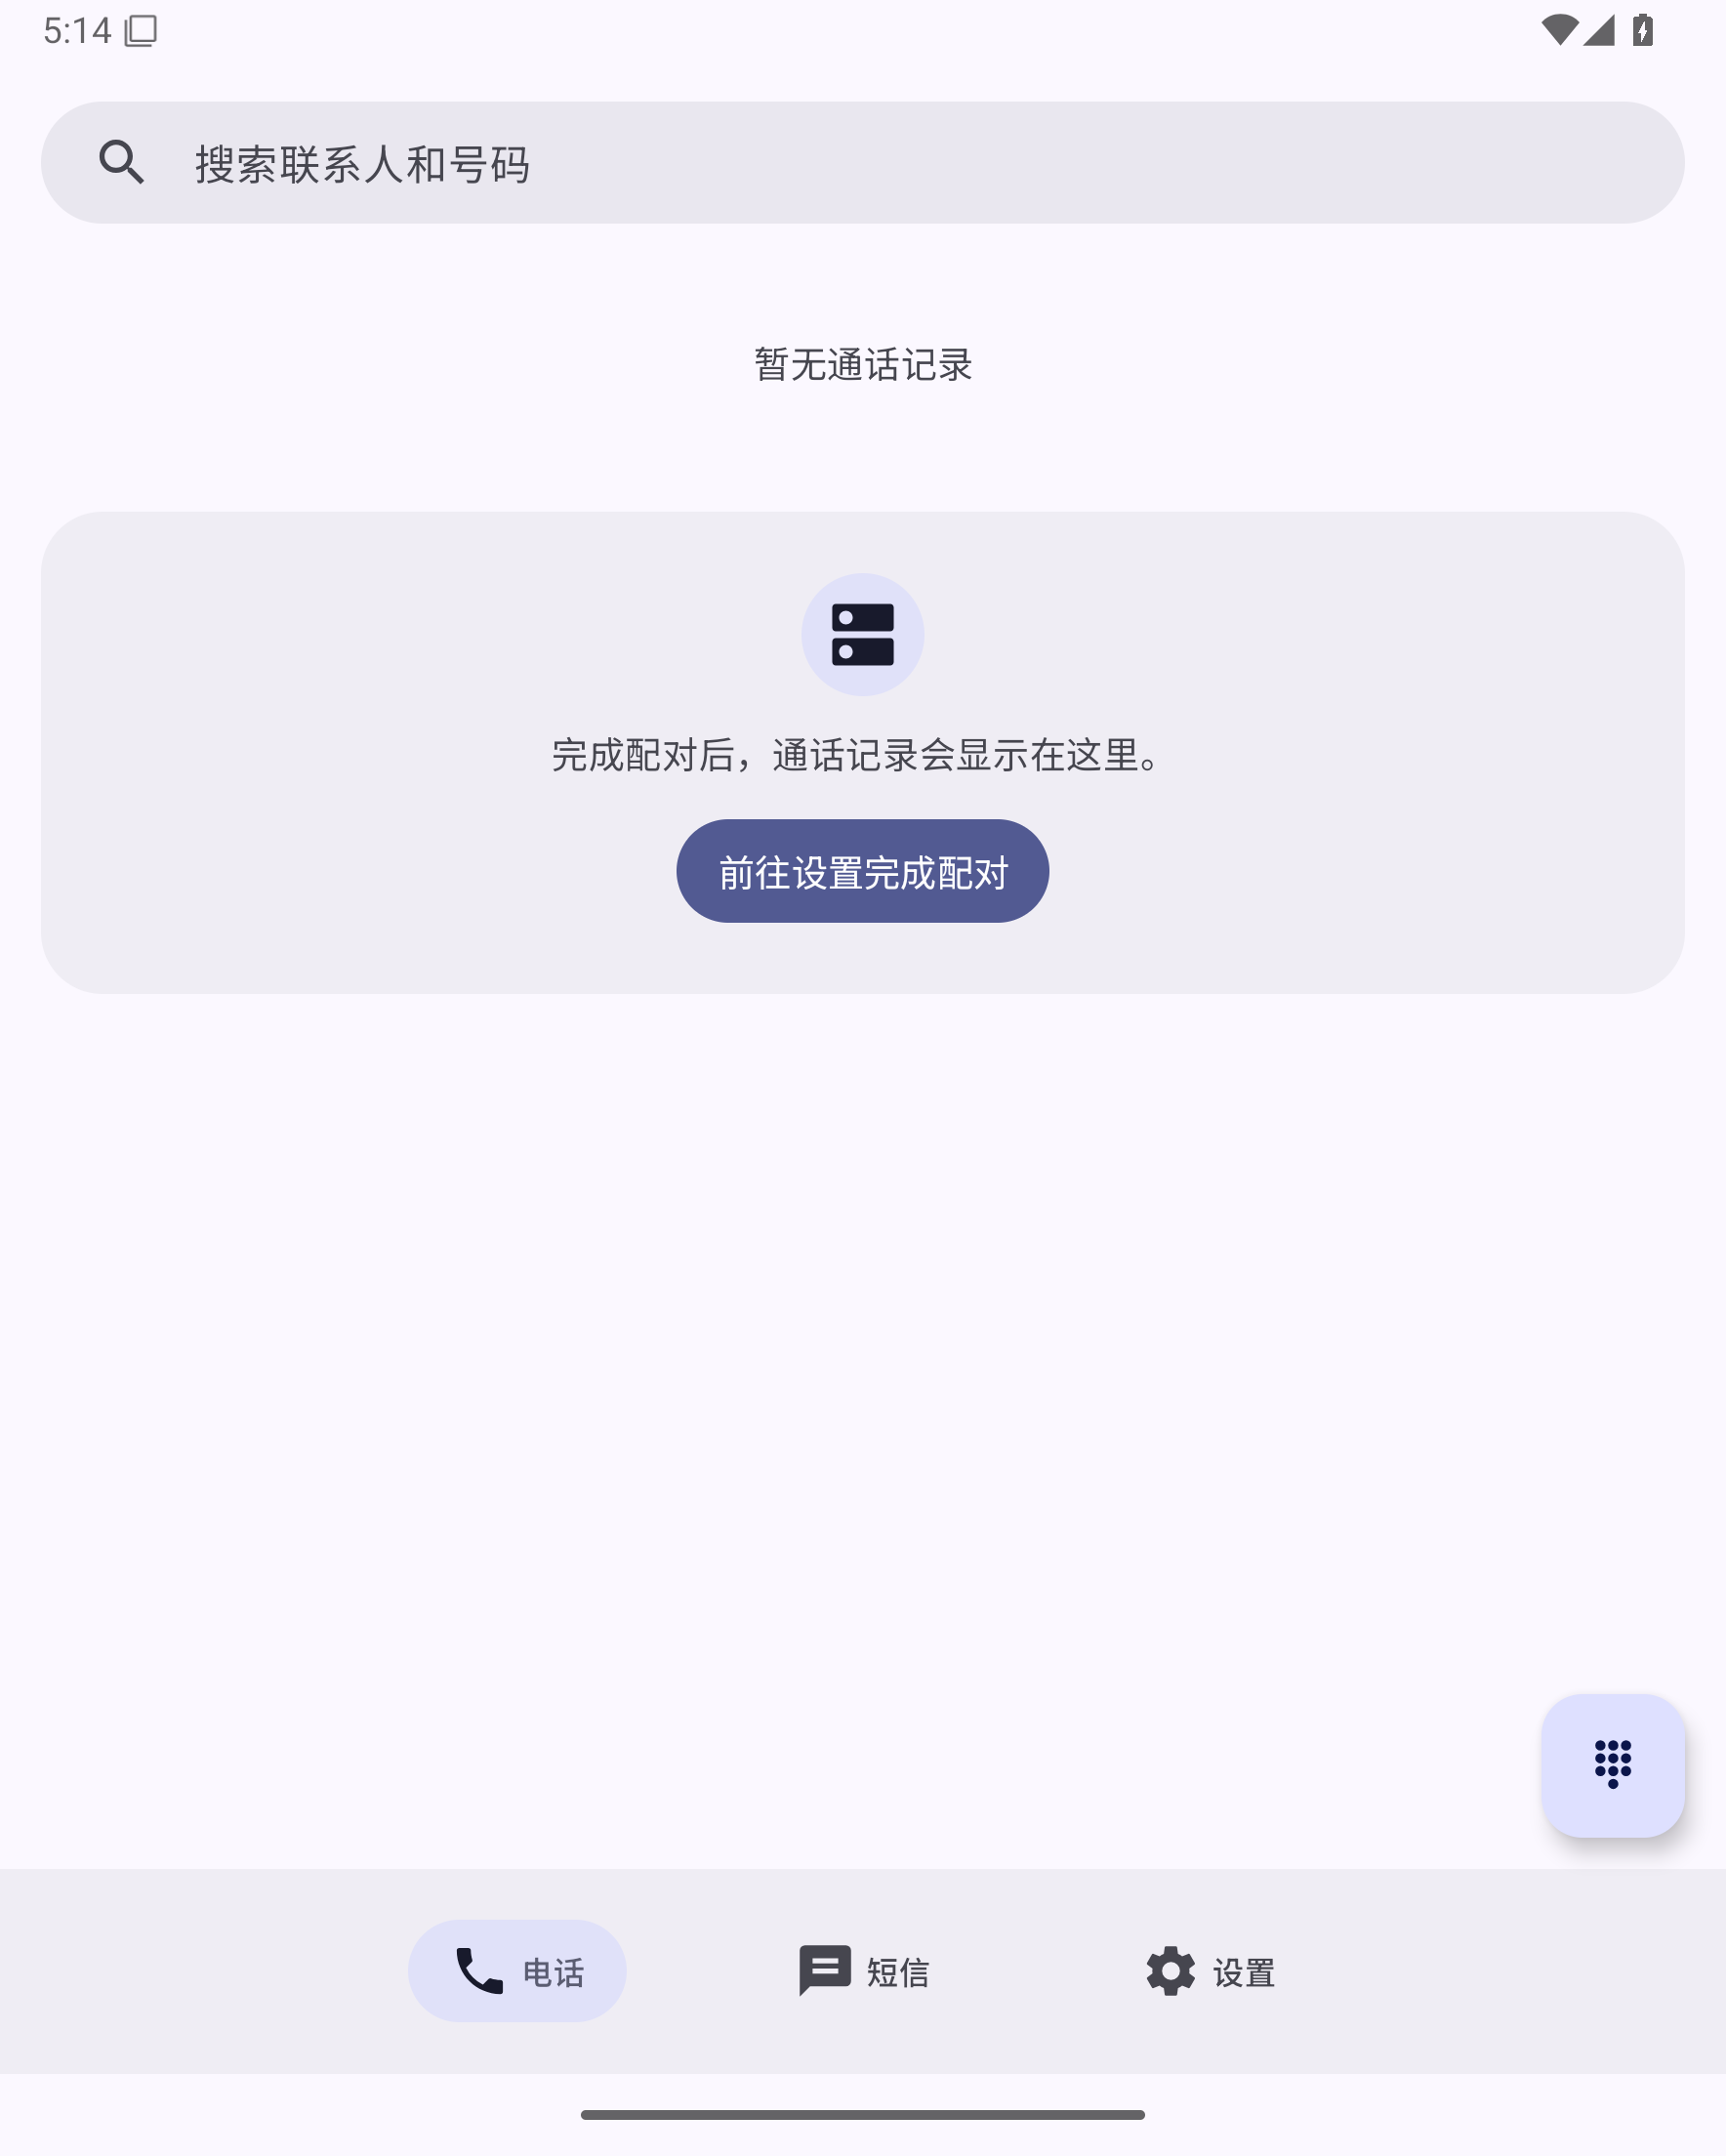 5:14
搜索联系人和号码
暂无通话记录
完成配对后，通话记录会显示在这里。
前往设置完成配对
电话
短信
设置